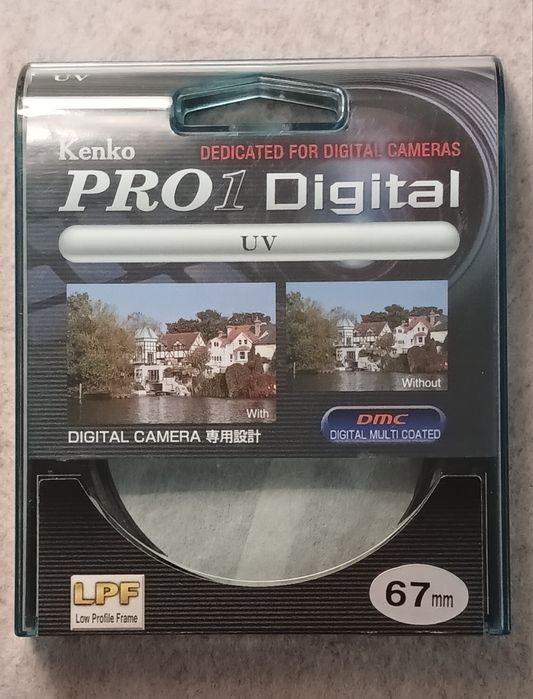 UV
Kenko
DEDICATED FOR DIGITAL CAMERAS
PRO1 Digital
UV
With
Without
DIGITAL CAMERA 専用設計
DMC
DIGITAL MULTI COATED
LPF
Low Profile Frame
67mm